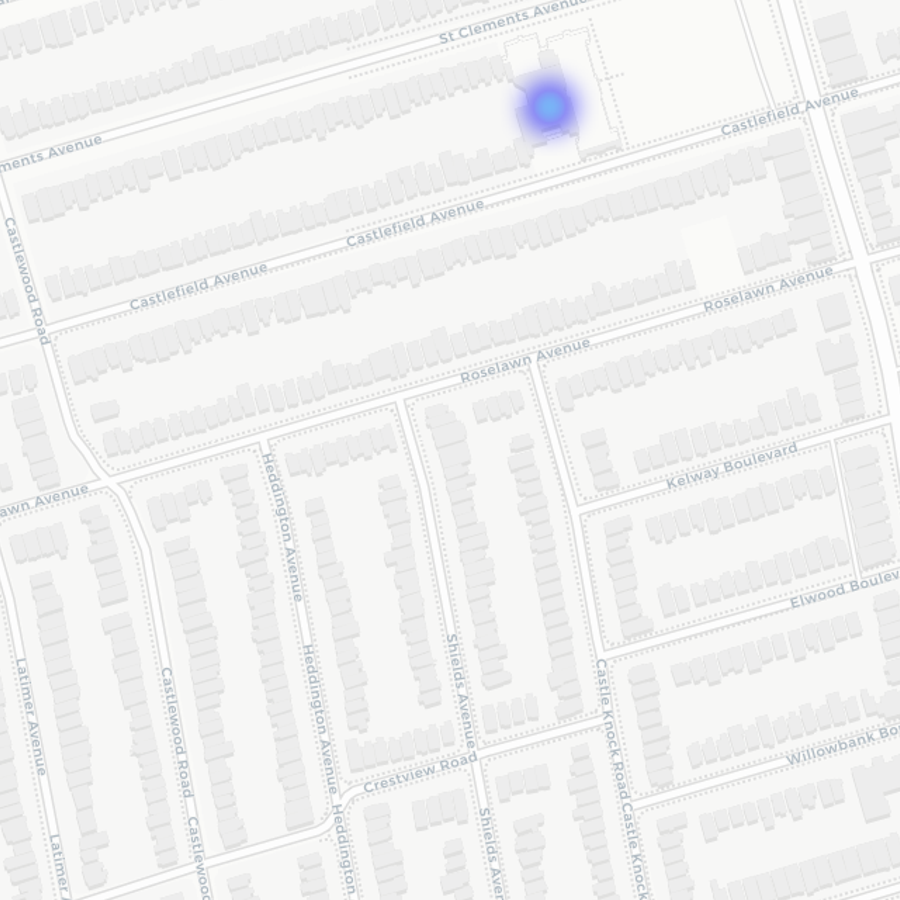 St Clements Avenue
ments Avenue
Castlefield Avenue
Castlewood Road
Castlefield Avenue
Castlefield Avenue
Roselawn Avenue
Roselawn Avenue
Kelway Boulevard
awn Avenue
Heddington Avenue
Elwood Boulev
Latimer Avenue
Castlewood Road
Heddington Avenue
Shields Avenue
Castle Knock Road
Willowbank Bo
Crestview Road
Latimer
Castlewood
Heddington
Shields Aven
Castle Knock